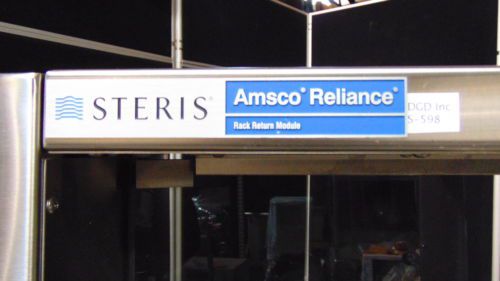 STERIS®
Amsco® Reliance®
Rack Return Module
DGD Inc
S-598